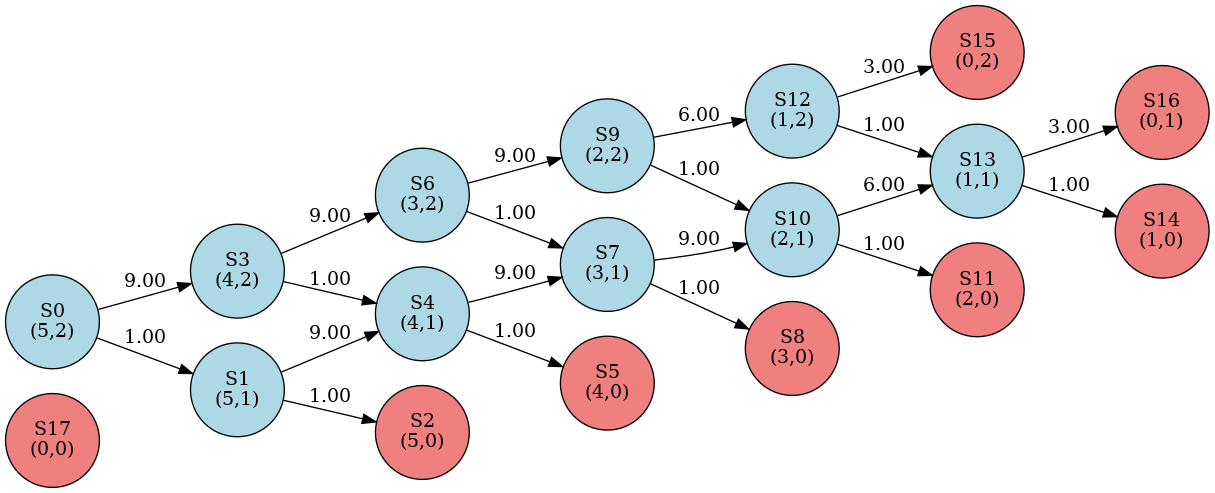 S15
(0,2)
3.00
S12
(1,2)
S16
(0,1)
6.00
1.00
3.00
S9
(2,2)
S13
(1,1)
9.00
1.00
6.00
1.00
S6
(3,2)
S10
(2,1)
S14
(1,0)
9.00
1.00
9.00
1.00
S3
(4,2)
S7
(3,1)
S11
(2,0)
9.00
1.00
9.00
1.00
S0
(5,2)
S4
(4,1)
S8
(3,0)
1.00
9.00
1.00
S1
(5,1)
S5
(4,0)
1.00
S17
(0,0)
S2
(5,0)